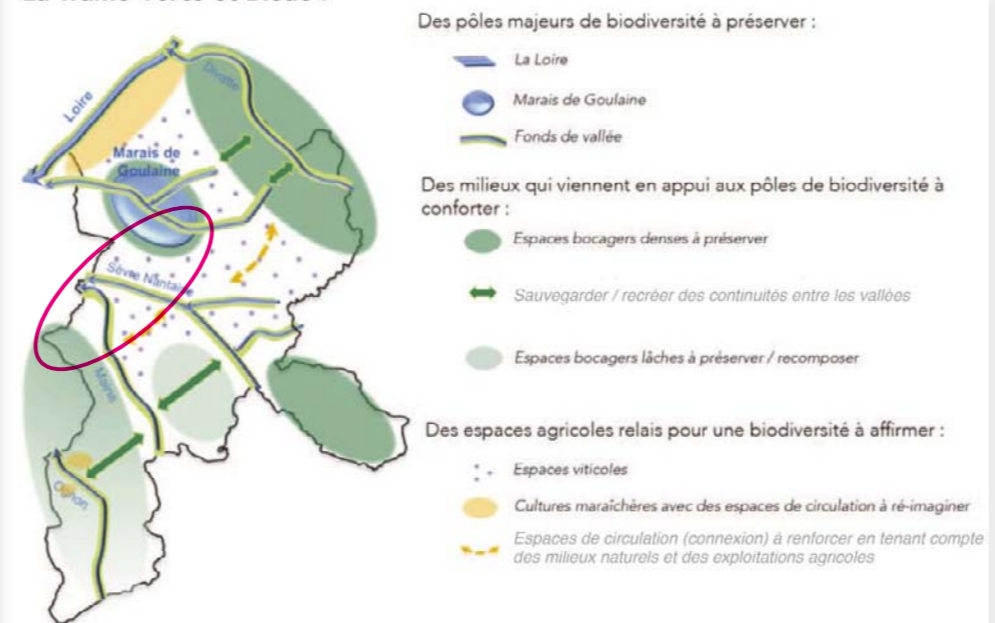 Des pôles majeurs de biodiversité à préserver :
La Loire
Marais de Goulaine
Fonds de vallée
Des milieux qui viennent en appui aux pôles de biodiversité à
conforter :
Espaces bocagers denses à préserver
Sauvegarder / recréer des continuités entre les vallées
Espaces bocagers lâches à préserver / recomposer
Des espaces agricoles relais pour une biodiversité à affirmer :
Espaces viticoles
Cultures maraîchères avec des espaces de circulation à ré-imaginer
Espaces de circulation (connexion) à renforcer en tenant compte
des milieux naturels et des exploitations agricoles
Loire
Divatte
Marais de
Goulaine
Sèvre Nantaise
Maine
Ognon